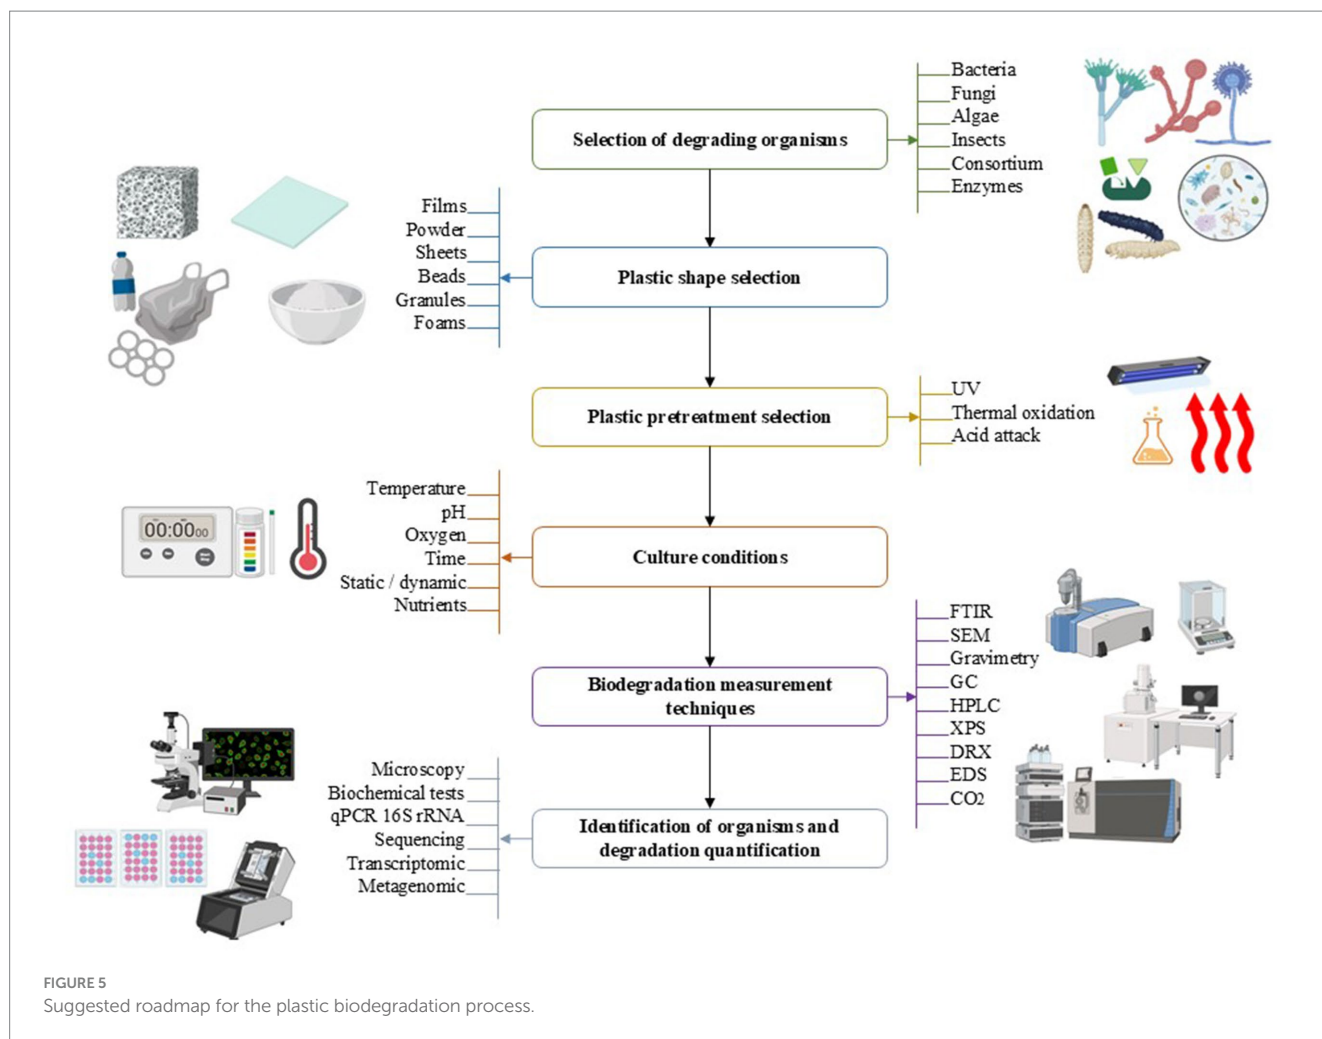 Selection of degrading organisms
Bacteria
Fungi
Algae
Insects
Consortium
Enzymes
Plastic shape selection
Films
Powder
Sheets
Beads
Granules
Foams
Plastic pretreatment selection
UV
Thermal oxidation
Acid attack
Culture conditions
Temperature
pH
Oxygen
Time
Static / dynamic
Nutrients
00:00 00
Biodegradation measurement
techniques
FTIR
SEM
Gravimetry
GC
HPLC
XPS
DRX
EDS
CO2
Identification of organisms and
degradation quantification
Microscopy
Biochemical tests
qPCR 16S rRNA
Sequencing
Transcriptomic
Metagenomic
FIGURE 5
Suggested roadmap for the plastic biodegradation process.